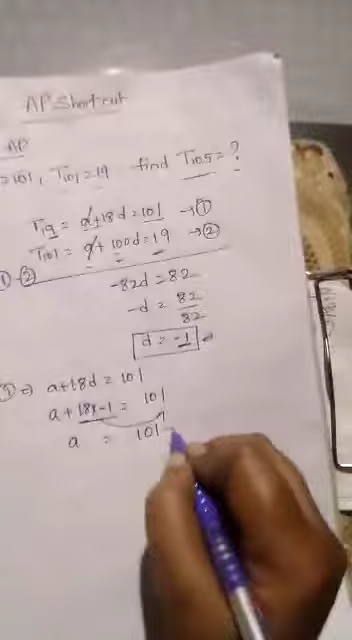 AP Shortcut
AP
=101, T101=19 find T105=?
T19 = a+18d=101 →①
T101 = a+100d=19 →②
①-②
-82d = 82
-d = 82/82
d = -1
①⇒ a+18d = 101
a+18x-1 = 101
a = 101